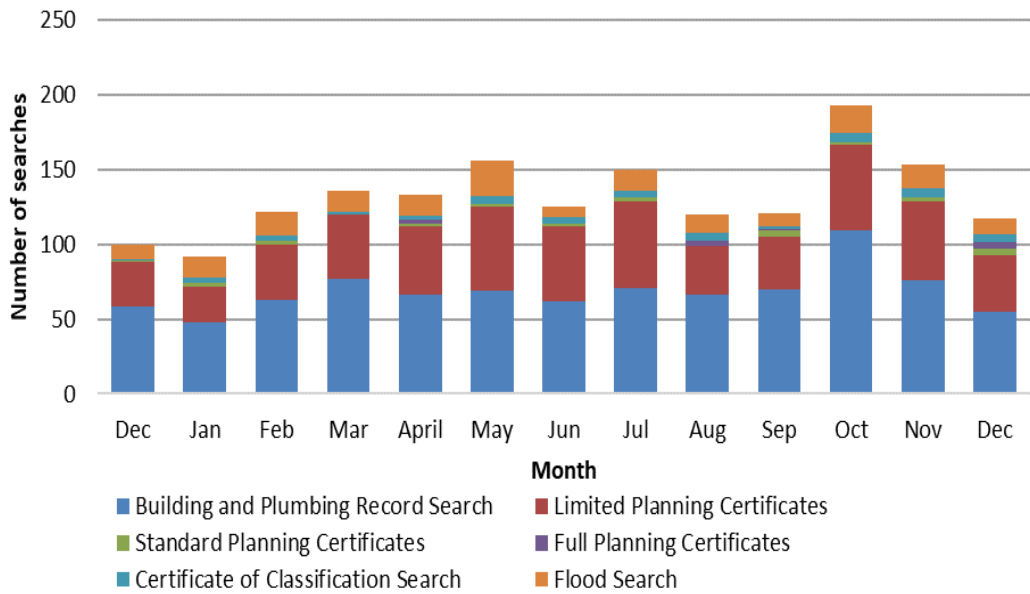 250
200
150
100
50
0
Number of searches
Dec Jan Feb Mar April May Jun Jul Aug Sep Oct Nov Dec
Month
Building and Plumbing Record Search Limited Planning Certificates
Standard Planning Certificates Full Planning Certificates
Certificate of Classification Search Flood Search